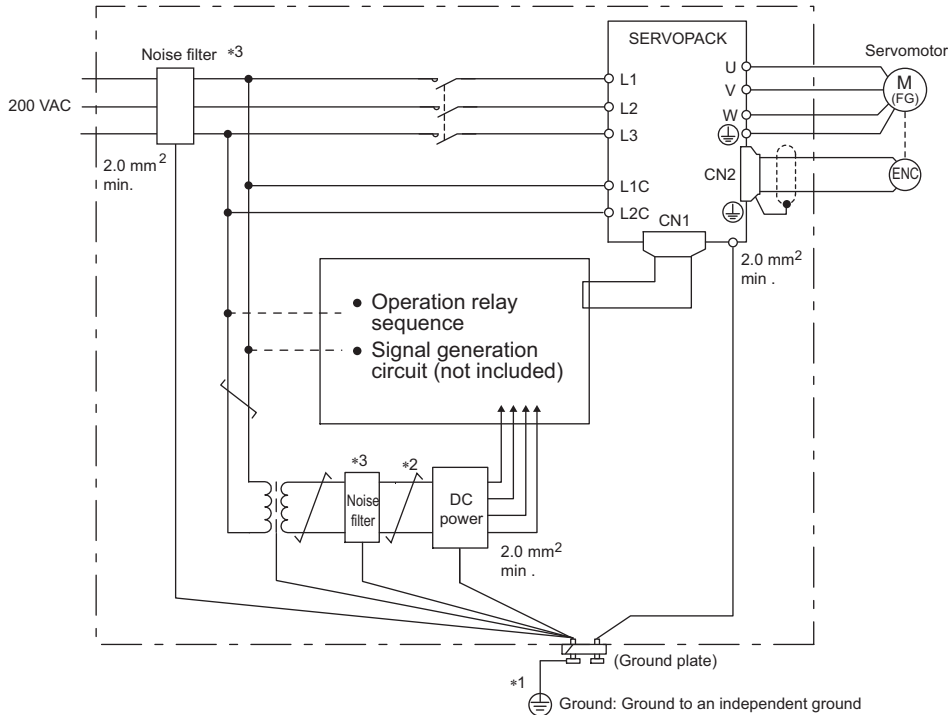 SERVOPACK
Noise filter *3
Servomotor
200 VAC
L1
L2
L3
L1C
L2C
U
V
W
M
(FG)
CN2
ENC
CN1
2.0 mm²
min.
2.0 mm²
min .
• Operation relay
sequence
• Signal generation
circuit (not included)
*3
*2
Noise
filter
DC
power
2.0 mm²
min .
(Ground plate)
*1
Ground: Ground to an independent ground